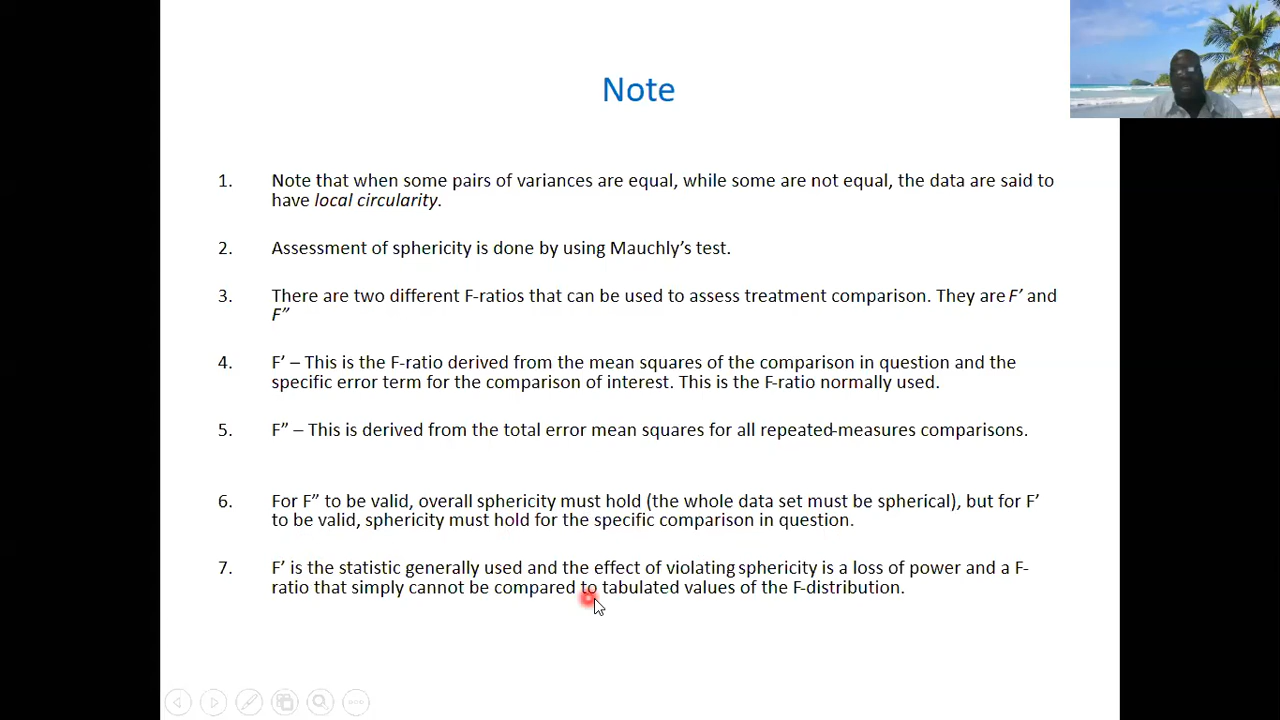 Note
1. Note that when some pairs of variances are equal, while some are not equal, the data are said to
have local circularity.
2. Assessment of sphericity is done by using Mauchly’s test.
3. There are two different F-ratios that can be used to assess treatment comparison. They are F’ and
F”
4. F’ – This is the F-ratio derived from the mean squares of the comparison in question and the
specific error term for the comparison of interest. This is the F-ratio normally used.
5. F” – This is derived from the total error mean squares for all repeated-measures comparisons.
6. For F” to be valid, overall sphericity must hold (the whole data set must be spherical), but for F’
to be valid, sphericity must hold for the specific comparison in question.
7. F’ is the statistic generally used and the effect of violating sphericity is a loss of power and a F-
ratio that simply cannot be compared to tabulated values of the F-distribution.